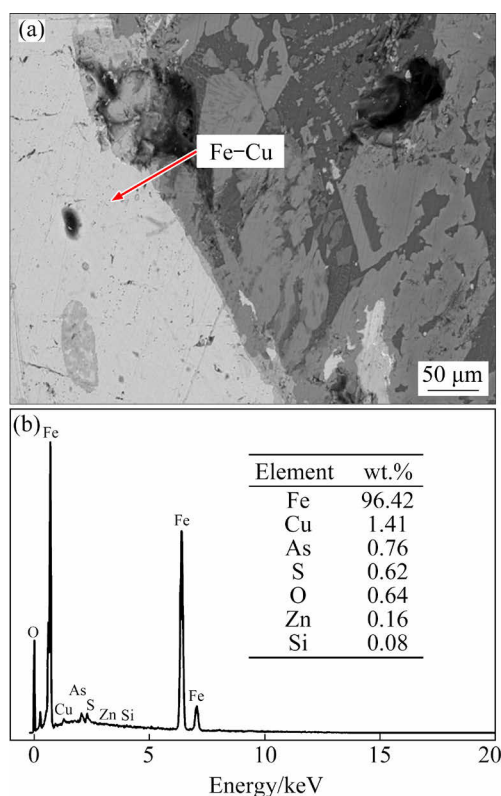 (a)
Fe−Cu
50 μm
(b)
Fe
Element wt.%
Fe 96.42
Cu 1.41
As 0.76
S 0.62
O 0.64
Zn 0.16
Si 0.08
Fe
O
Fe
As
S
Cu
Zn Si
0 5 10 15 20
Energy/keV